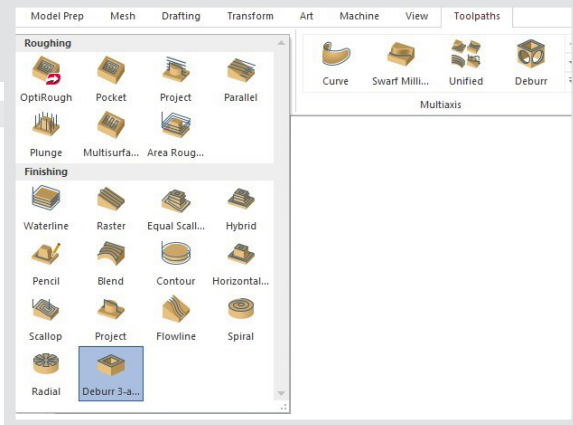 Model Prep Mesh Drafting Transform Art Machine View Toolpaths
Roughing
OptiRough Pocket Project Parallel
Plunge Multisurfa... Area Roug...
Finishing
Waterline Raster Equal Scall... Hybrid
Pencil Blend Contour Horizontal...
Scallop Project Flowline Spiral
Radial Deburr 3-a...
Curve Swarf Milli... Unified Deburr
Multiaxis